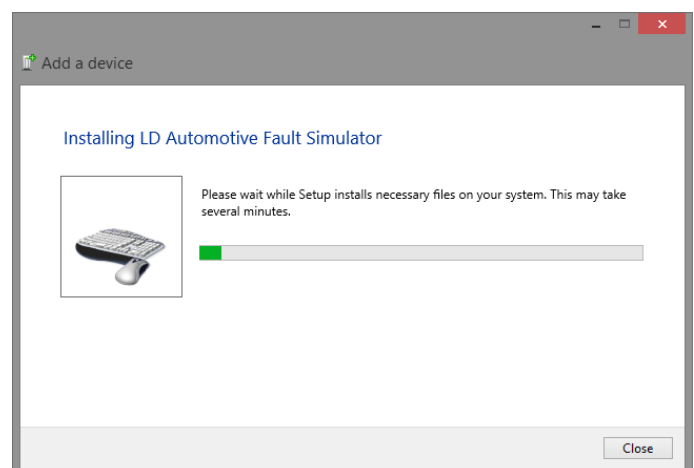 Add a device
Installing LD Automotive Fault Simulator
Please wait while Setup installs necessary files on your system. This may take
several minutes.
Close